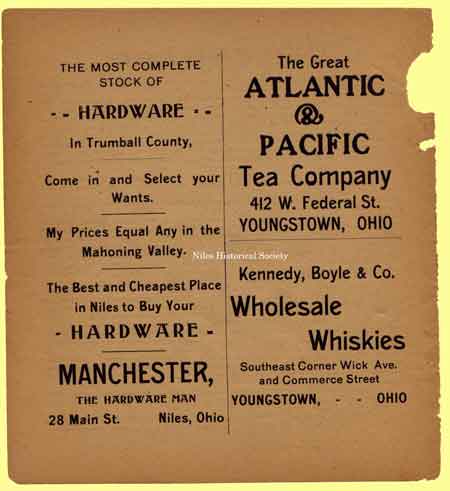 THE MOST COMPLETE
STOCK OF
- - HARDWARE - -
In Trumball County,
Come in and Select your
Wants.
My Prices Equal Any in the
Mahoning Valley.
The Best and Cheapest Place
in Niles to Buy Your
- HARDWARE -
MANCHESTER,
THE HARDWARE MAN
28 Main St. Niles, Ohio
The Great
ATLANTIC
&
PACIFIC
Tea Company
412 W. Federal St.
YOUNGSTOWN, OHIO
Niles Historical Society
Kennedy, Boyle & Co.
Wholesale
Whiskies
Southeast Corner Wick Ave.
and Commerce Street
YOUNGSTOWN, - - OHIO